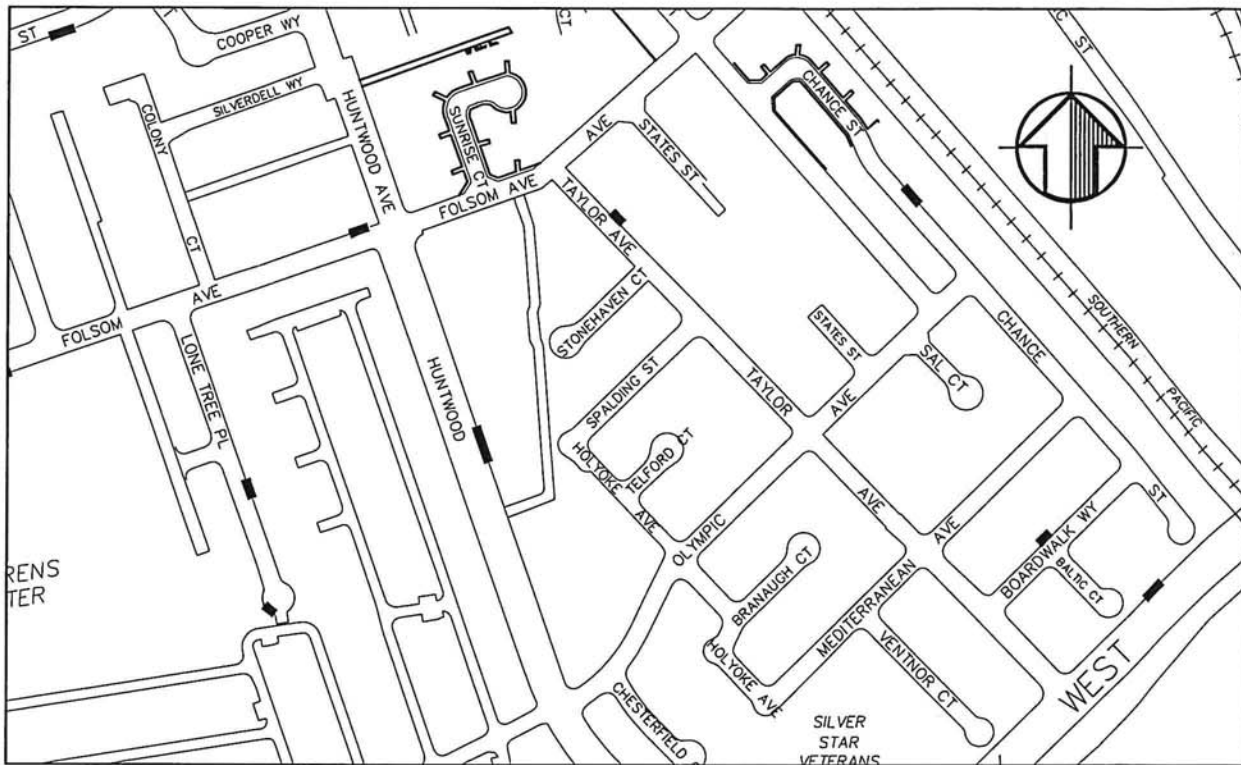 ST
COOPER WY
CT
C ST
SILVERDELL WY
COLONY
CT
HUNTWOOD AVE
SUNRISE CT
CHANCE ST
AVE
STATES ST
FOLSOM AVE
TAYLOR AVE
FOLSOM AVE
STONEHAVEN CT
STATES ST
SOUTHERN
PACIFIC
CHANCE
ST
LONE TREE PL
HUNTWOOD
SPALDING ST
TAYLOR
AVE
AVE
SAL CT
HOLYOKE
AVE
TELFORD CT
OLYMPIC
BRANAUGH CT
MEDITERRANEAN
AVE
BOARDWALK WY
BALTIC CT
RENS
TER
HOLYOKE AVE
VENTNOR CT
WEST
CHESTERFIELD
SILVER
STAR
VETERANS